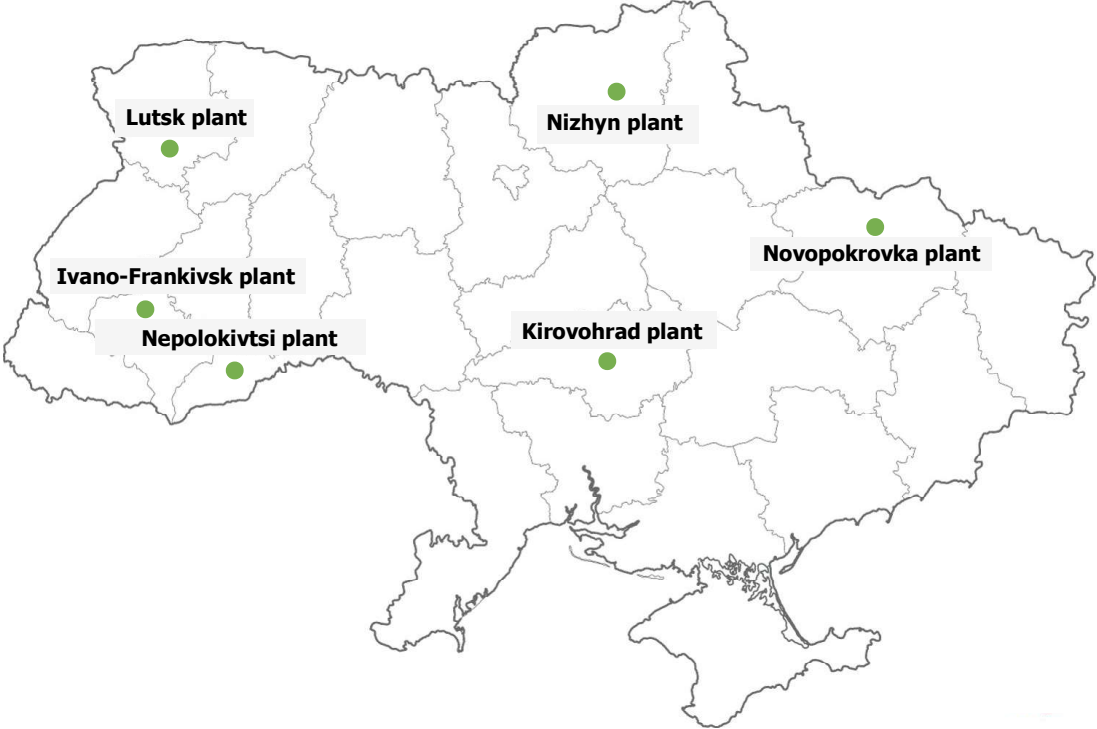 Lutsk plant
Nizhyn plant
Novopokrovka plant
Ivano-Frankivsk plant
Kirovohrad plant
Nepolokivtsi plant